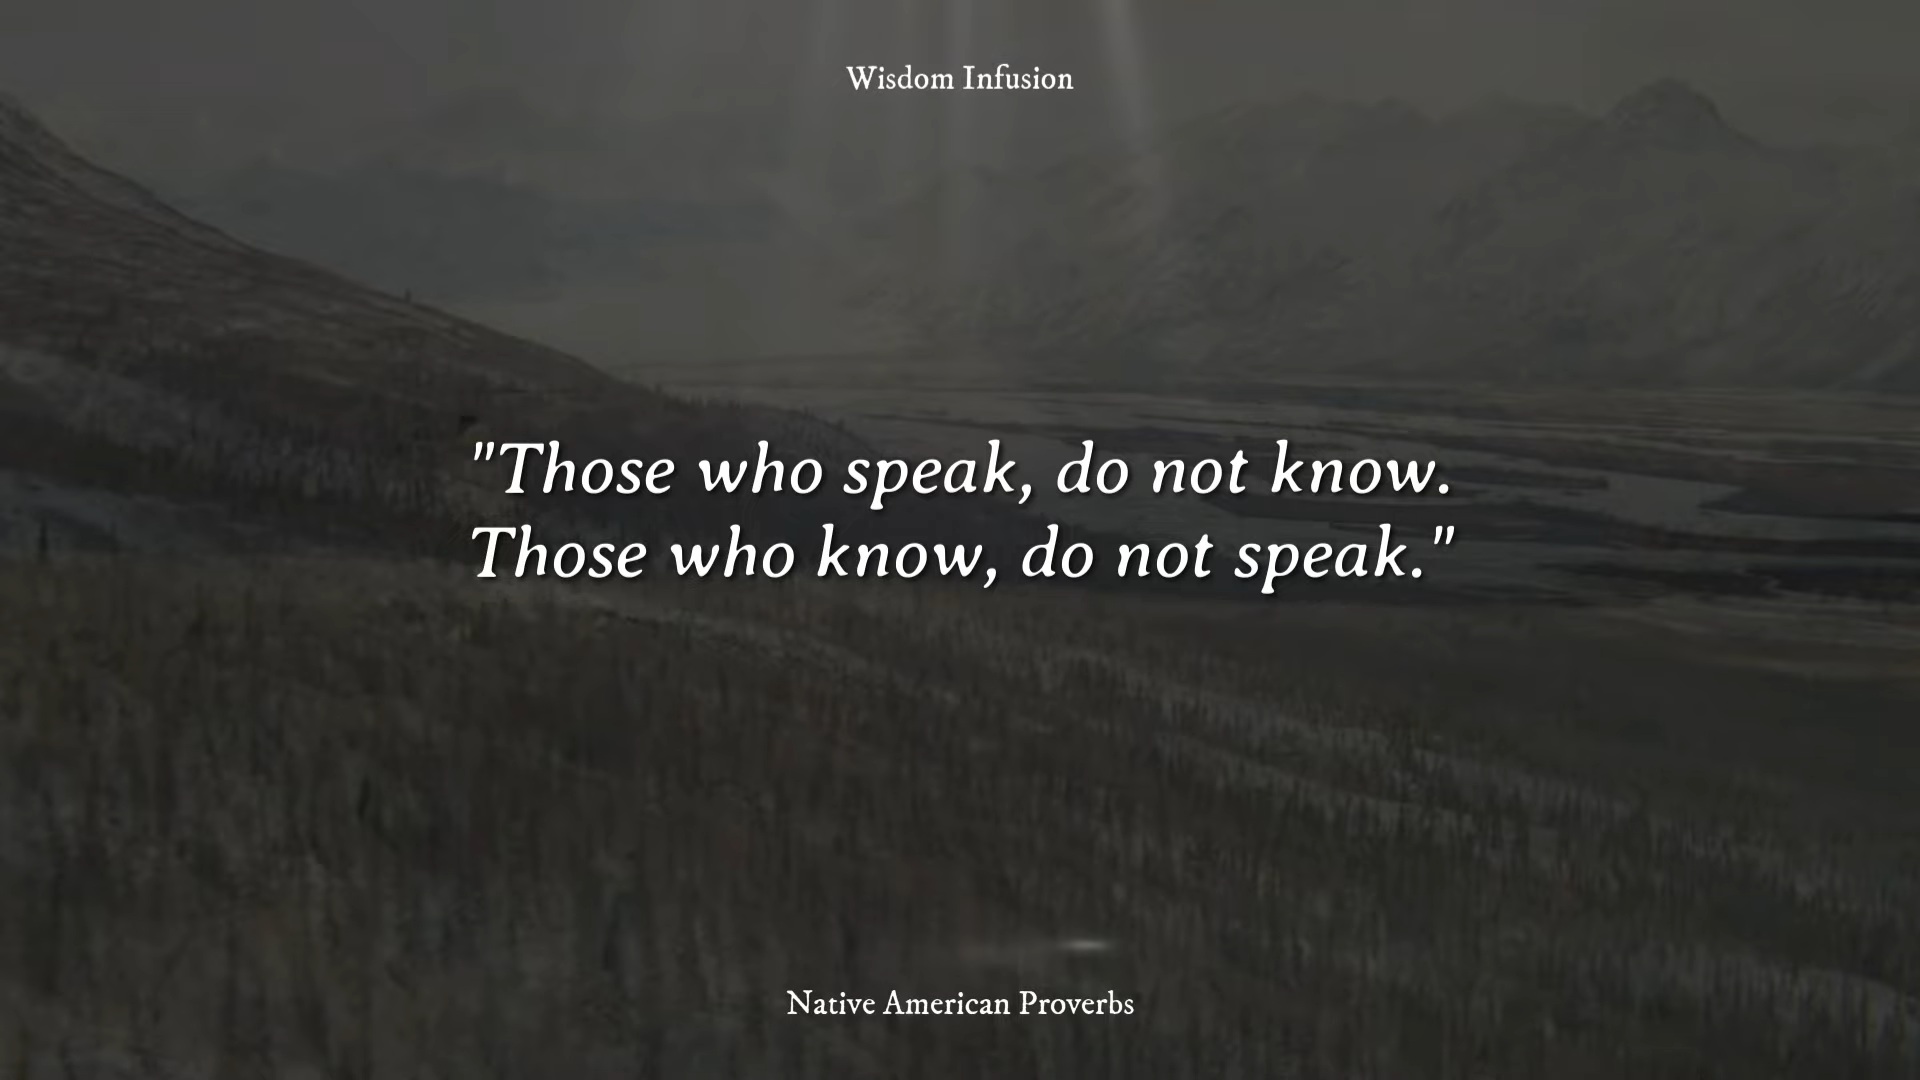 Wisdom Infusion
"Those who speak, do not know.
Those who know, do not speak."
Native American Proverbs